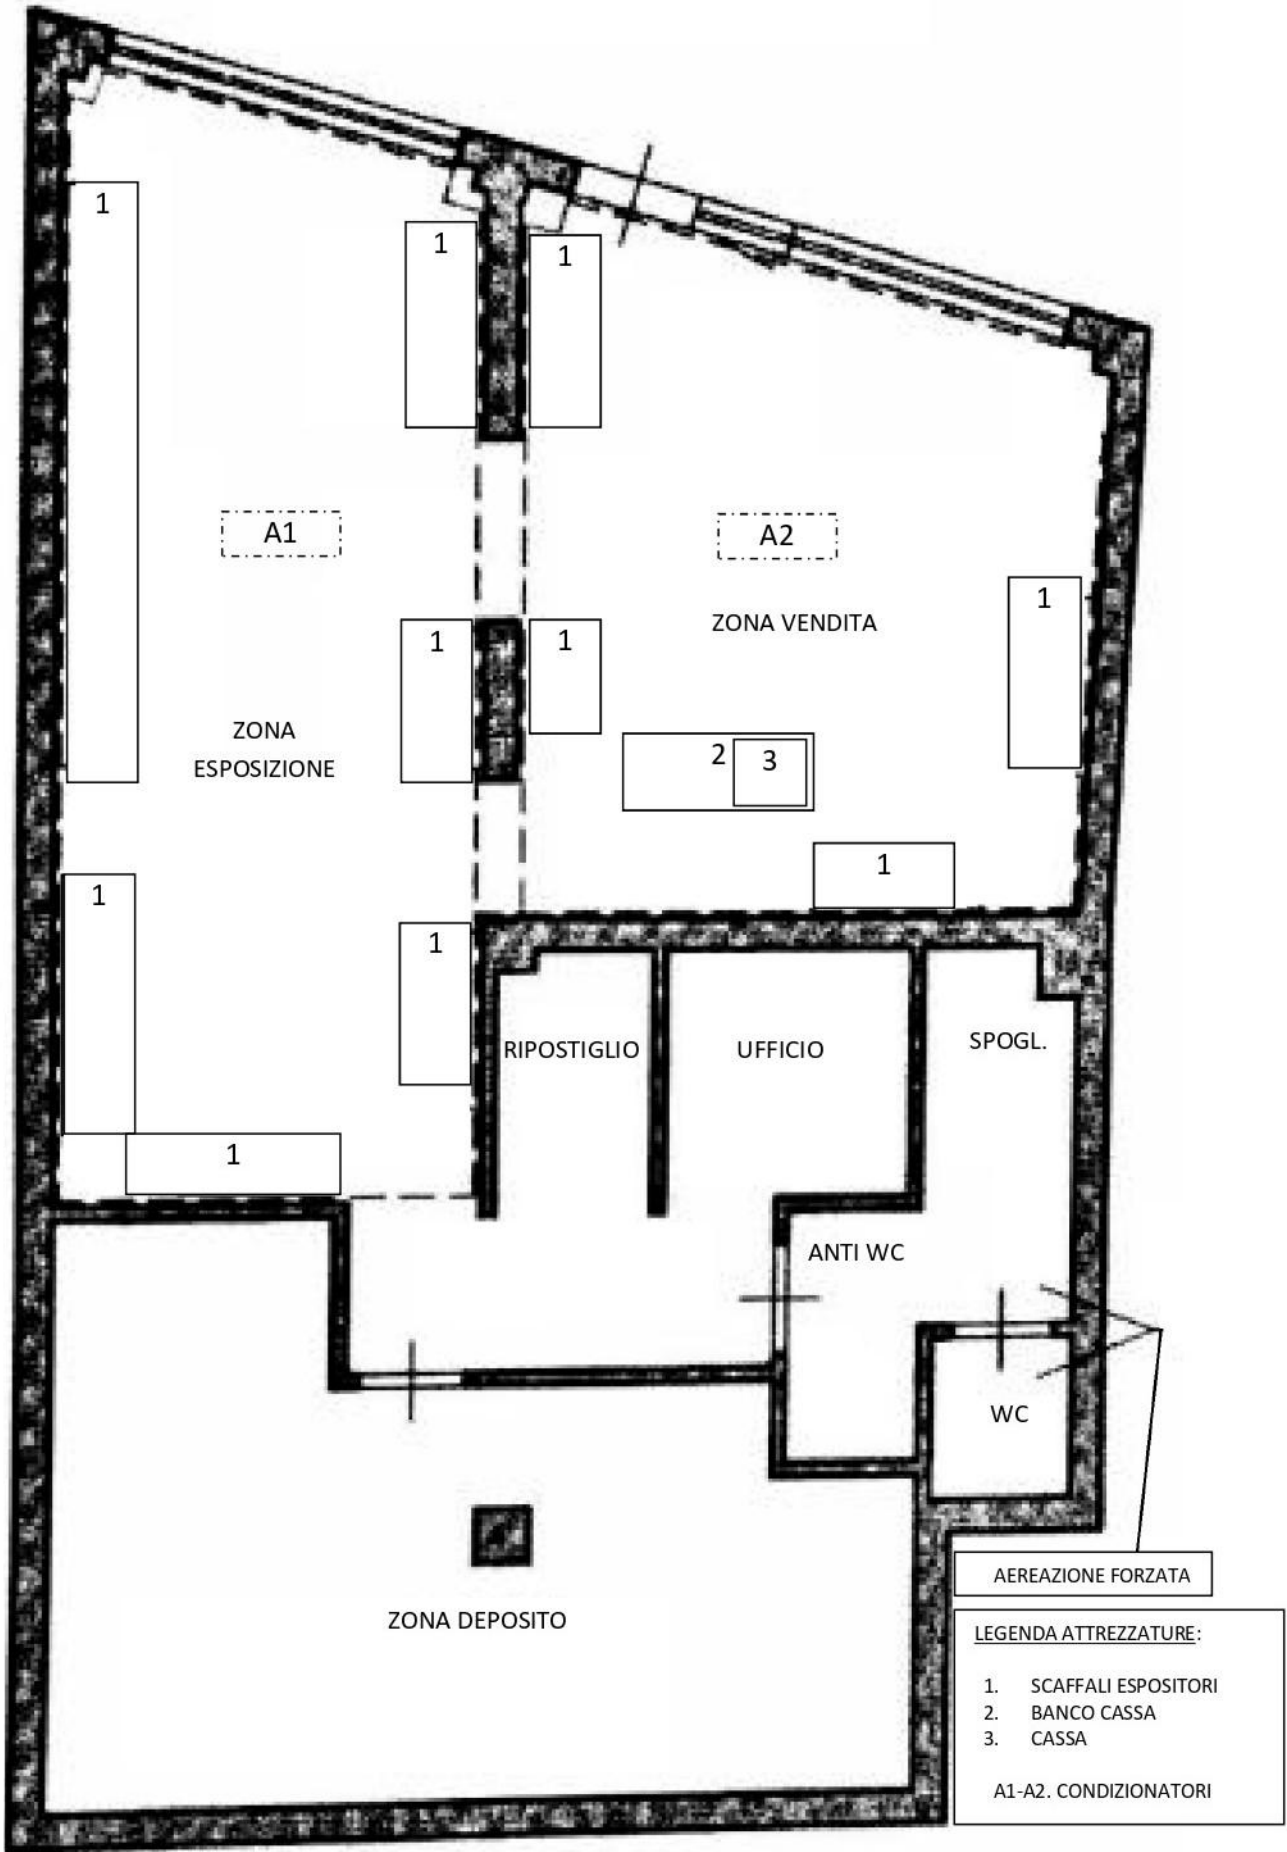 1
1
1
A1
A2
1
ZONA VENDITA
1
1
ZONA
ESPOSIZIONE
2
3
1
1
1
RIPOSTIGLIO
UFFICIO
SPOGL.
1
ANTI WC
WC
AEREAZIONE FORZATA
ZONA DEPOSITO
LEGENDA ATTREZZATURE:
1. SCAFFALI ESPOSITORI
2. BANCO CASSA
3. CASSA
A1-A2. CONDIZIONATORI